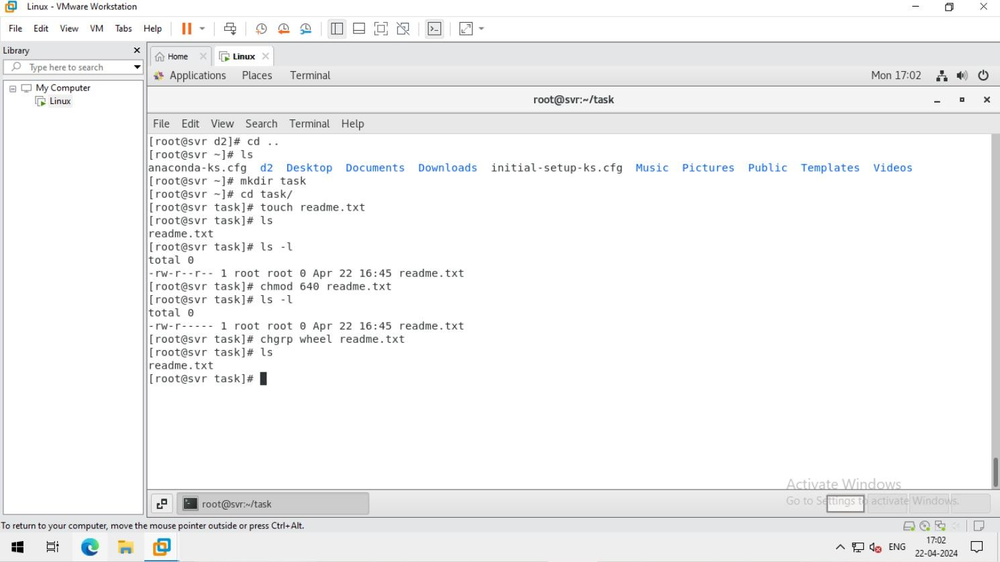 Linux - VMware Workstation
File Edit View VM Tabs Help
Library
Home
Linux
Type here to search
Applications Places Terminal
Mon 17:02
My Computer
Linux
root@svr:~/task
File Edit View Search Terminal Help
[root@svr d2]# cd ..
[root@svr ~]# ls
anaconda-ks.cfg d2 Desktop Documents Downloads initial-setup-ks.cfg Music Pictures Public Templates Videos
[root@svr ~]# mkdir task
[root@svr ~]# cd task/
[root@svr task]# touch readme.txt
[root@svr task]# ls
readme.txt
[root@svr task]# ls -l
total 0
-rw-r--r-- 1 root root 0 Apr 22 16:45 readme.txt
[root@svr task]# chmod 640 readme.txt
[root@svr task]# ls -l
total 0
-rw-r----- 1 root root 0 Apr 22 16:45 readme.txt
[root@svr task]# chgrp wheel readme.txt
[root@svr task]# ls
readme.txt
[root@svr task]#
Activate Windows
Go to Settings to activate Windows.
root@svr:~/task
To return to your computer, move the mouse pointer outside or press Ctrl+Alt.
ENG
17:02
22-04-2024